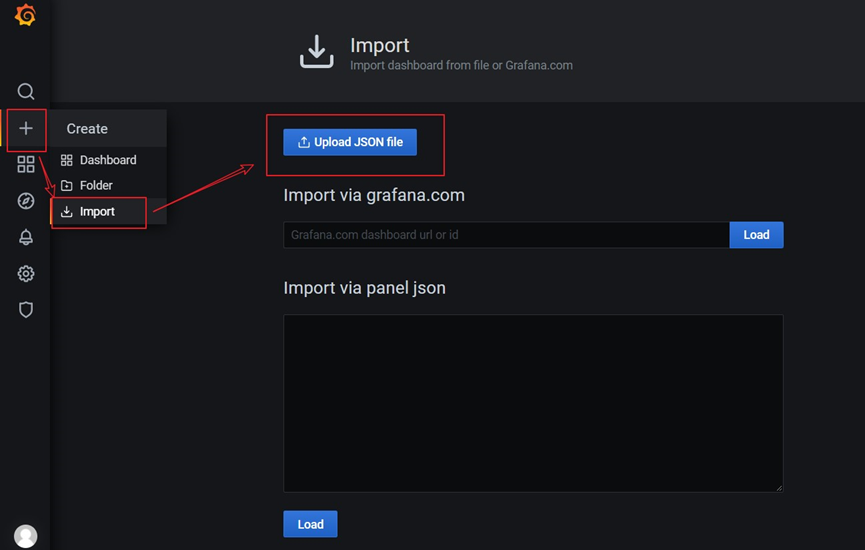 Import
Import dashboard from file or Grafana.com
Create
Dashboard
Folder
Import
Upload JSON file
Import via grafana.com
Grafana.com dashboard url or id
Load
Import via panel json
Load